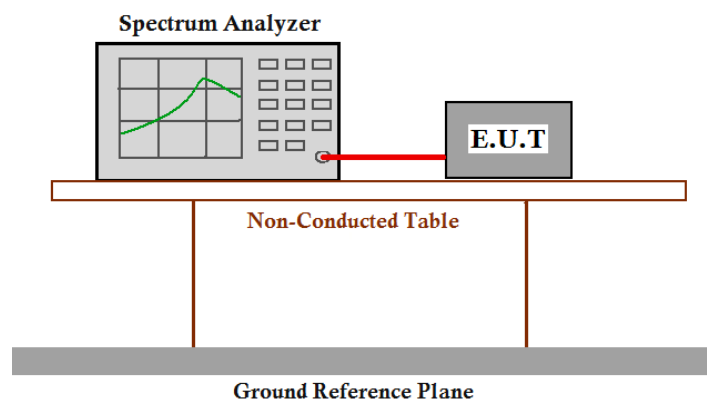 Spectrum Analyzer
E.U.T
Non-Conducted Table
Ground Reference Plane